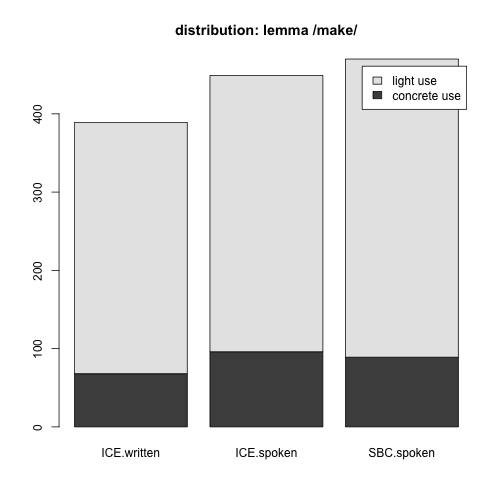 distribution: lemma /make/
light use
concrete use
400
300
200
100
0
ICE.written
ICE.spoken
SBC.spoken